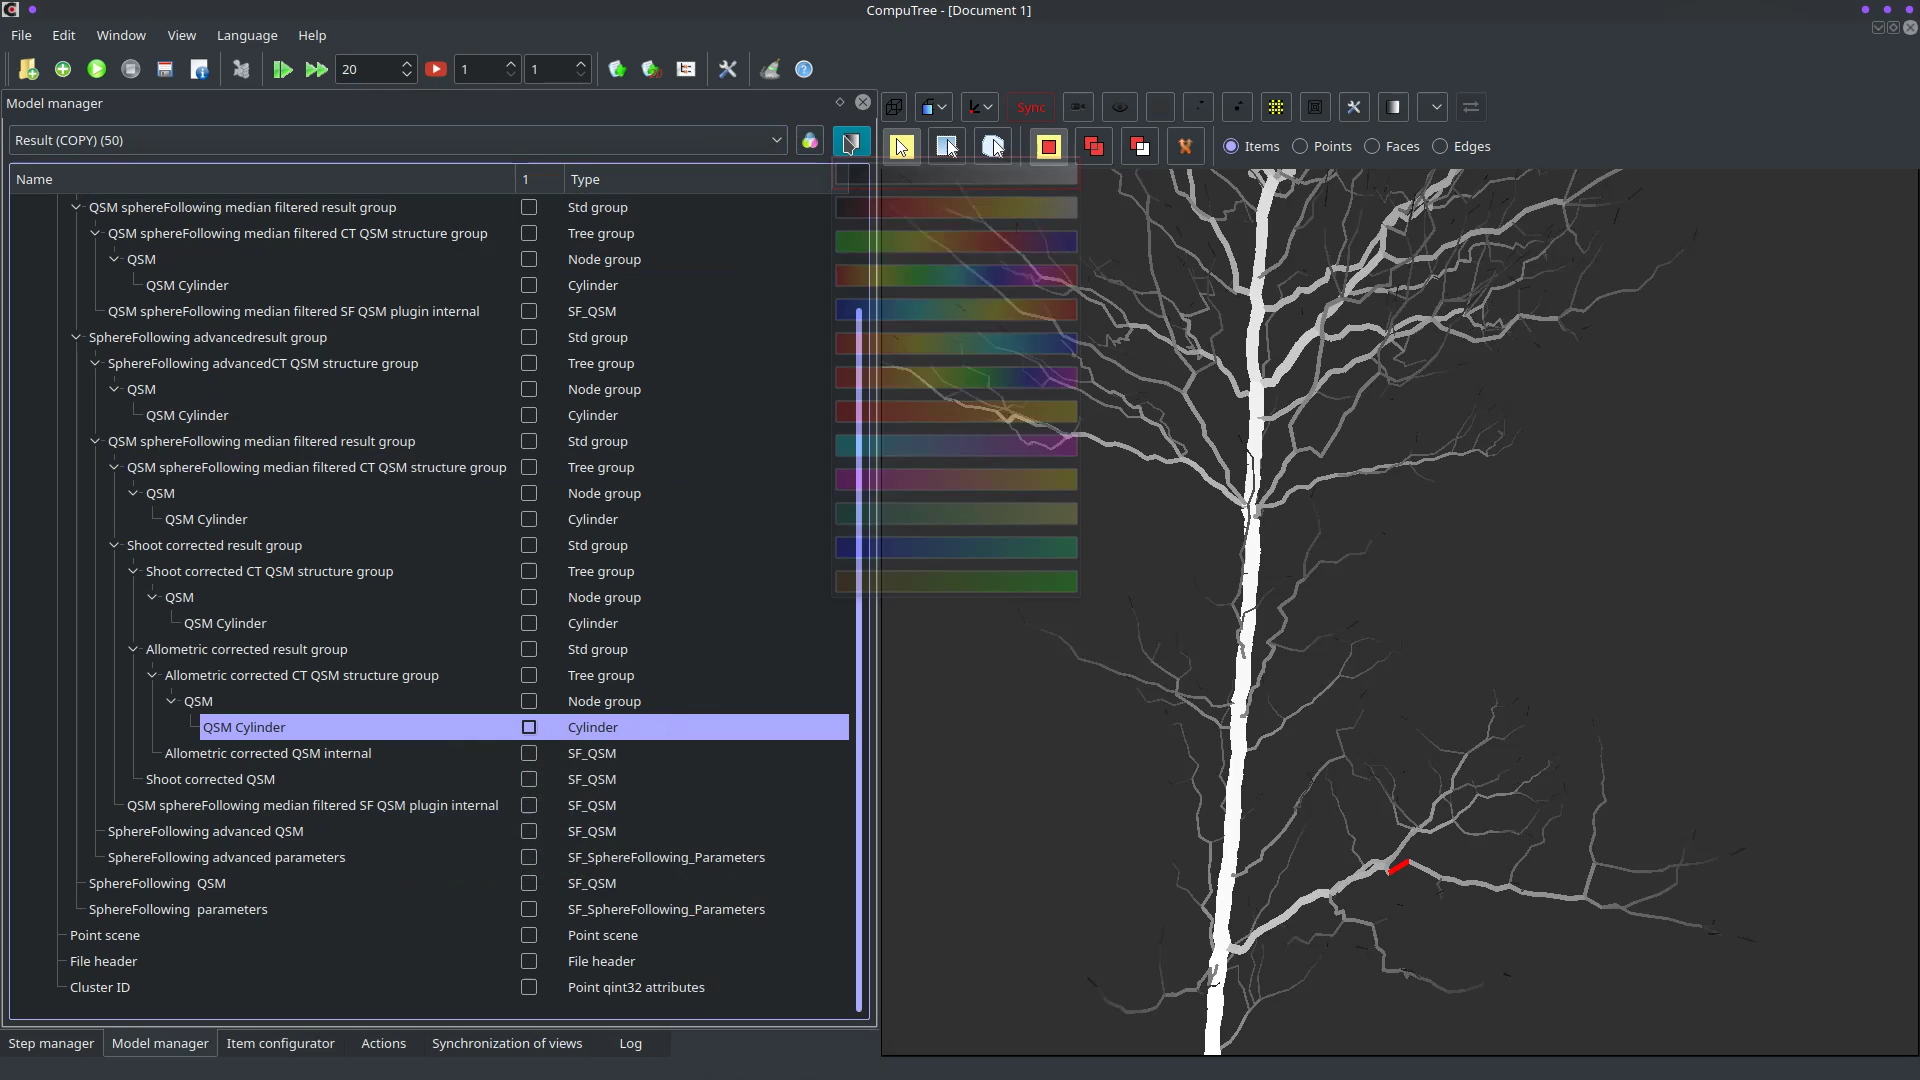 CompuTree - [Document 1]
File Edit Window View Language Help
20 1 1
Model manager
Sync
Result (COPY) (50)
Items Points Faces Edges
Name 1 Type
QSM sphereFollowing median filtered result group Std group
QSM sphereFollowing median filtered CT QSM structure group Tree group
QSM Node group
QSM Cylinder Cylinder
QSM sphereFollowing median filtered SF QSM plugin internal SF_QSM
SphereFollowing advancedresult group Std group
SphereFollowing advancedCT QSM structure group Tree group
QSM Node group
QSM Cylinder Cylinder
QSM sphereFollowing median filtered result group Std group
QSM sphereFollowing median filtered CT QSM structure group Tree group
QSM Node group
QSM Cylinder Cylinder
Shoot corrected result group Std group
Shoot corrected CT QSM structure group Tree group
QSM Node group
QSM Cylinder Cylinder
Allometric corrected result group Std group
Allometric corrected CT QSM structure group Tree group
QSM Node group
QSM Cylinder Cylinder
Allometric corrected QSM internal SF_QSM
Shoot corrected QSM SF_QSM
QSM sphereFollowing median filtered SF QSM plugin internal SF_QSM
SphereFollowing advanced QSM SF_QSM
SphereFollowing advanced parameters SF_SphereFollowing_Parameters
SphereFollowing QSM SF_QSM
SphereFollowing parameters SF_SphereFollowing_Parameters
Point scene Point scene
File header File header
Cluster ID Point qint32 attributes
Step manager Model manager Item configurator Actions Synchronization of views Log